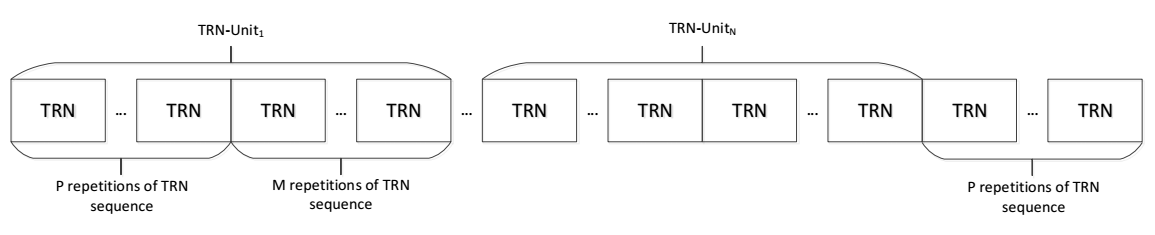 TRN-Unit1 TRN-UnitN
TRN ... TRN TRN ... TRN ... TRN ... TRN TRN ... TRN TRN ... TRN
P repetitions of TRN
sequence
M repetitions of TRN
sequence
P repetitions of TRN
sequence